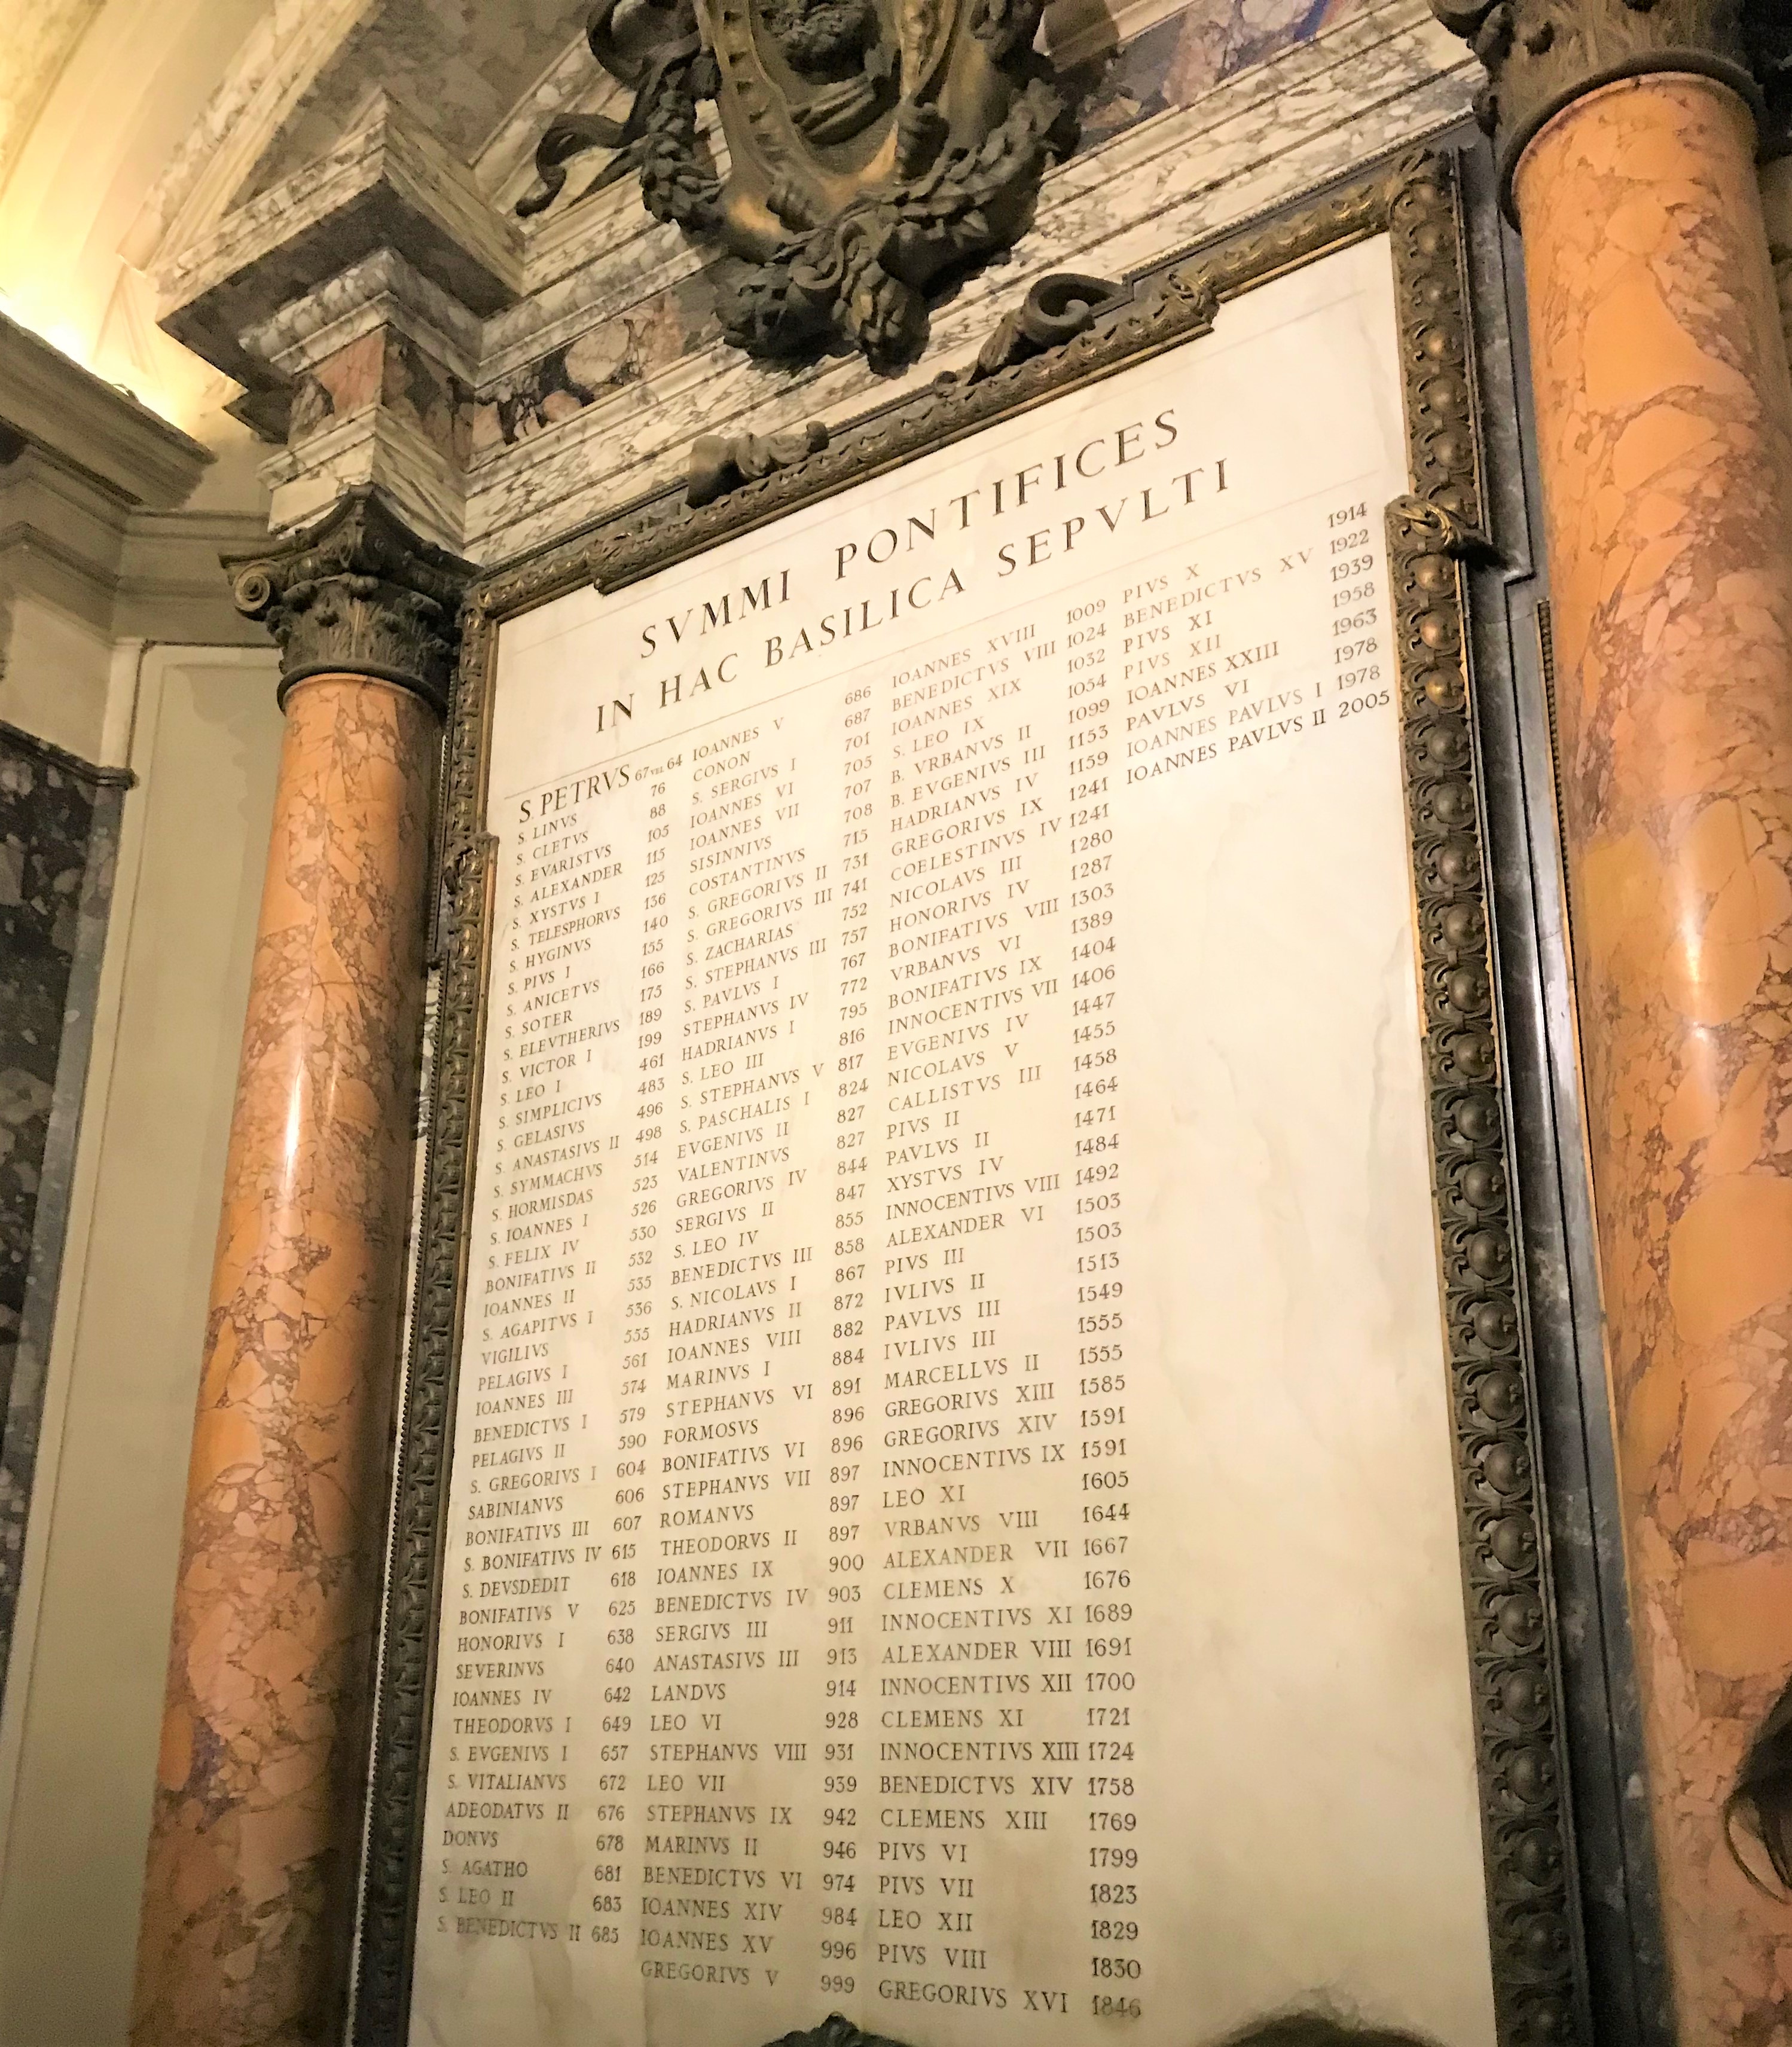 SVMMI PONTIFICES
IN HAC BASILICA SEPVLTI
S. PETRVS 67 VEL 64
S. LINVS 76
S. CLETVS 88
S. EVARISTVS 105
S. ALEXANDER 115
S. XYSTVS I 125
S. TELESPHORVS 136
S. HYGINVS 140
S. PIVS I 155
S. ANICETVS 166
S. SOTER 175
S. ELEVTHERIVS 189
S. VICTOR I 199
S. LEO I 461
S. SIMPLICIVS 483
S. GELASIVS 496
S. ANASTASIVS II 498
S. SYMMACHVS 514
S. HORMISDAS 523
S. IOANNES I 526
S. FELIX IV 530
BONIFATIVS II 532
IOANNES II 535
S. AGAPITVS I 536
VIGILIVS 555
PELAGIVS I 561
IOANNES III 574
BENEDICTVS I 579
PELAGIVS II 590
S. GREGORIVS I 604
SABINIANVS 606
BONIFATIVS III 607
S. BONIFATIVS IV 615
S. DEVSDEDIT 618
BONIFATIVS V 625
HONORIVS I 638
SEVERINVS 640
IOANNES IV 642
THEODORVS I 649
S. EVGENIVS I 657
S. VITALIANVS 672
ADEODATVS II 676
DONVS 678
S. AGATHO 681
S. LEO II 683
S. BENEDICTVS II 685
IOANNES V 686
CONON 687
S. SERGIVS I 701
IOANNES VI 705
IOANNES VII 707
SISINNIVS 708
COSTANTINVS 715
S. GREGORIVS II 731
S. GREGORIVS III 741
S. ZACHARIAS 752
S. STEPHANVS III 757
S. PAVLVS I 767
STEPHANVS IV 772
HADRIANVS I 795
S. LEO III 816
S. STEPHANVS V 817
S. PASCHALIS I 824
EVGENIVS II 827
VALENTINVS 827
GREGORIVS IV 844
SERGIVS II 847
S. LEO IV 855
BENEDICTVS III 858
S. NICOLAVS I 867
HADRIANVS II 872
IOANNES VIII 882
MARINVS I 884
STEPHANVS VI 891
FORMOSVS 896
BONIFATIVS VI 896
STEPHANVS VII 897
ROMANVS 897
THEODORVS II 897
IOANNES IX 900
BENEDICTVS IV 903
SERGIVS III 911
ANASTASIVS III 913
LANDVS 914
LEO VI 928
STEPHANVS VIII 931
LEO VII 939
STEPHANVS IX 942
MARINVS II 946
BENEDICTVS VI 974
IOANNES XIV 984
IOANNES XV 996
GREGORIVS V 999
IOANNES XVIII 1009
BENEDICTVS VIII 1024
IOANNES XIX 1032
S. LEO IX 1054
B. VRBANVS II 1099
B. EVGENIVS III 1153
HADRIANVS IV 1159
GREGORIVS IX 1241
COELESTINVS IV 1241
NICOLAVS III 1280
HONORIVS IV 1287
BONIFATIVS VIII 1303
VRBANVS VI 1389
BONIFATIVS IX 1404
INNOCENTIVS VII 1406
EVGENIVS IV 1447
NICOLAVS V 1455
CALLISTVS III 1458
PIVS II 1464
PAVLVS II 1471
XYSTVS IV 1484
INNOCENTIVS VIII 1492
ALEXANDER VI 1503
PIVS III 1503
IVLIVS II 1513
PAVLVS III 1549
IVLIVS III 1555
MARCELLVS II 1555
GREGORIVS XIII 1585
GREGORIVS XIV 1591
INNOCENTIVS IX 1591
LEO XI 1605
VRBANVS VIII 1644
ALEXANDER VII 1667
CLEMENS X 1676
INNOCENTIVS XI 1689
ALEXANDER VIII 1691
INNOCENTIVS XII 1700
CLEMENS XI 1721
INNOCENTIVS XIII 1724
BENEDICTVS XIV 1758
CLEMENS XIII 1769
PIVS VI 1799
PIVS VII 1823
LEO XII 1829
PIVS VIII 1830
GREGORIVS XVI 1846
PIVS X 1914
BENEDICTVS XV 1922
PIVS XI 1939
PIVS XII 1958
IOANNES XXIII 1963
PAVLVS VI 1978
IOANNES PAVLVS I 1978
IOANNES PAVLVS II 2005